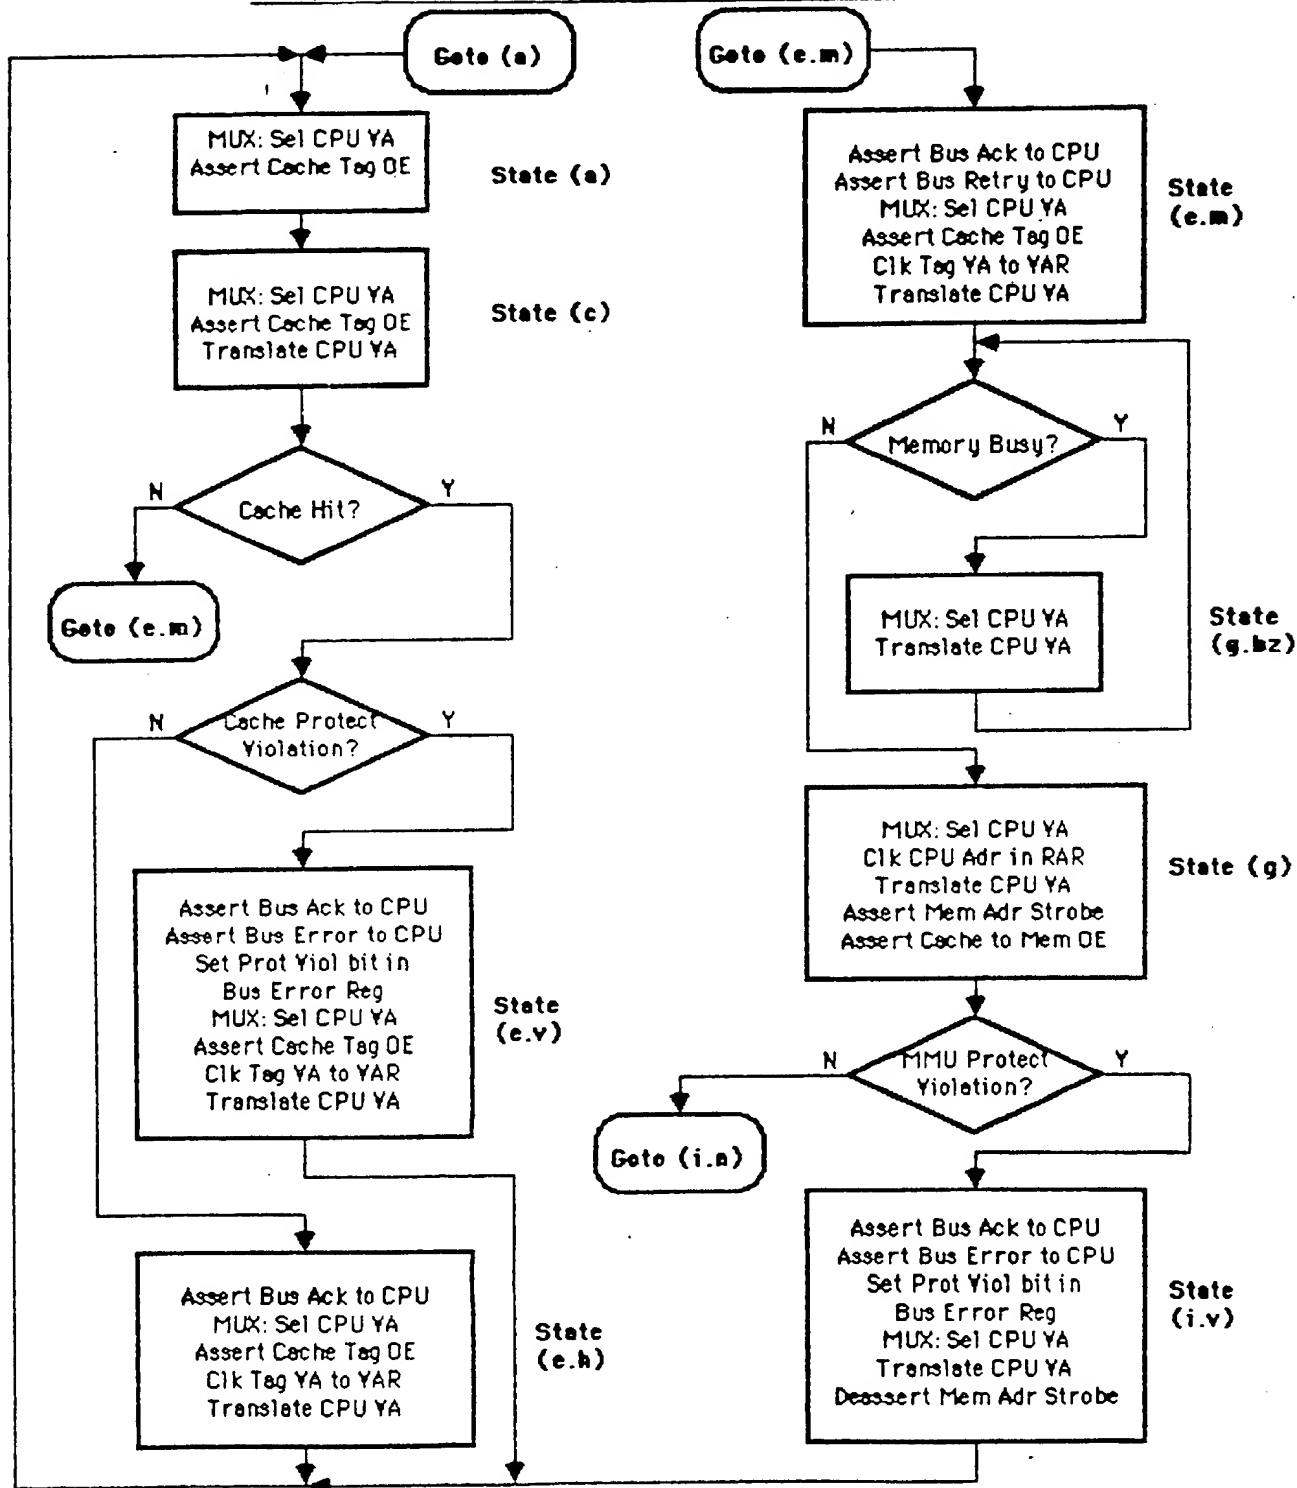 Goto (a)
MUX: Sel CPU VA
Assert Cache Tag OE
State (a)
MUX: Sel CPU VA
Assert Cache Tag OE
Translate CPU VA
State (c)
Cache Hit?
N
Y
Goto (e.m)
Cache Protect
Violation?
N
Y
Assert Bus Ack to CPU
Assert Bus Error to CPU
Set Prot Viol bit in
Bus Error Reg
MUX: Sel CPU VA
Assert Cache Tag OE
Clk Tag VA to VAR
Translate CPU VA
State
(e.v)
Assert Bus Ack to CPU
MUX: Sel CPU VA
Assert Cache Tag OE
Clk Tag VA to VAR
Translate CPU VA
State
(e.h)
Goto (e.m)
Assert Bus Ack to CPU
Assert Bus Retry to CPU
MUX: Sel CPU VA
Assert Cache Tag OE
Clk Tag VA to VAR
Translate CPU VA
State
(e.m)
Memory Busy?
N
Y
MUX: Sel CPU VA
Translate CPU VA
State
(g.bz)
MUX: Sel CPU VA
Clk CPU Adr in RAR
Translate CPU VA
Assert Mem Adr Strobe
Assert Cache to Mem OE
State (g)
MMU Protect
Violation?
N
Y
Goto (i.n)
Assert Bus Ack to CPU
Assert Bus Error to CPU
Set Prot Viol bit in
Bus Error Reg
MUX: Sel CPU VA
Translate CPU VA
Deassert Mem Adr Strobe
State
(i.v)